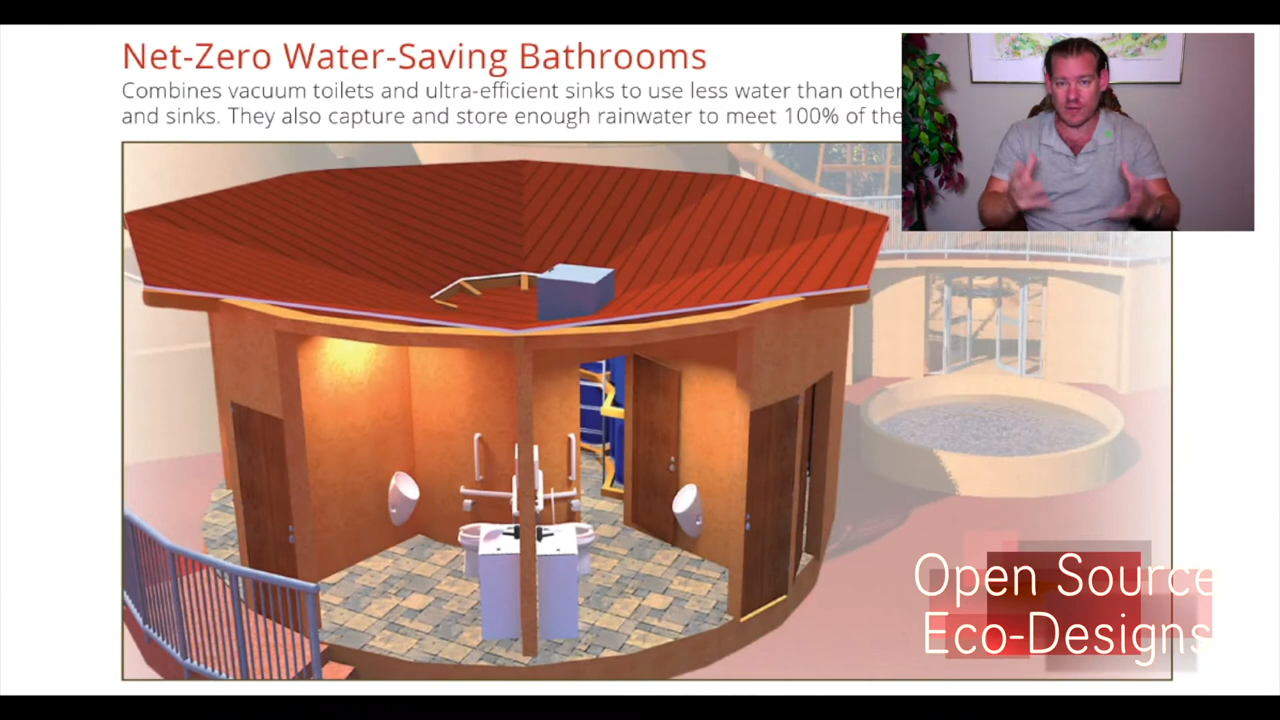 Net-Zero Water-Saving Bathrooms
Combines vacuum toilets and ultra-efficient sinks to use less water than other
and sinks. They also capture and store enough rainwater to meet 100% of the
Open Source
Eco-Designs